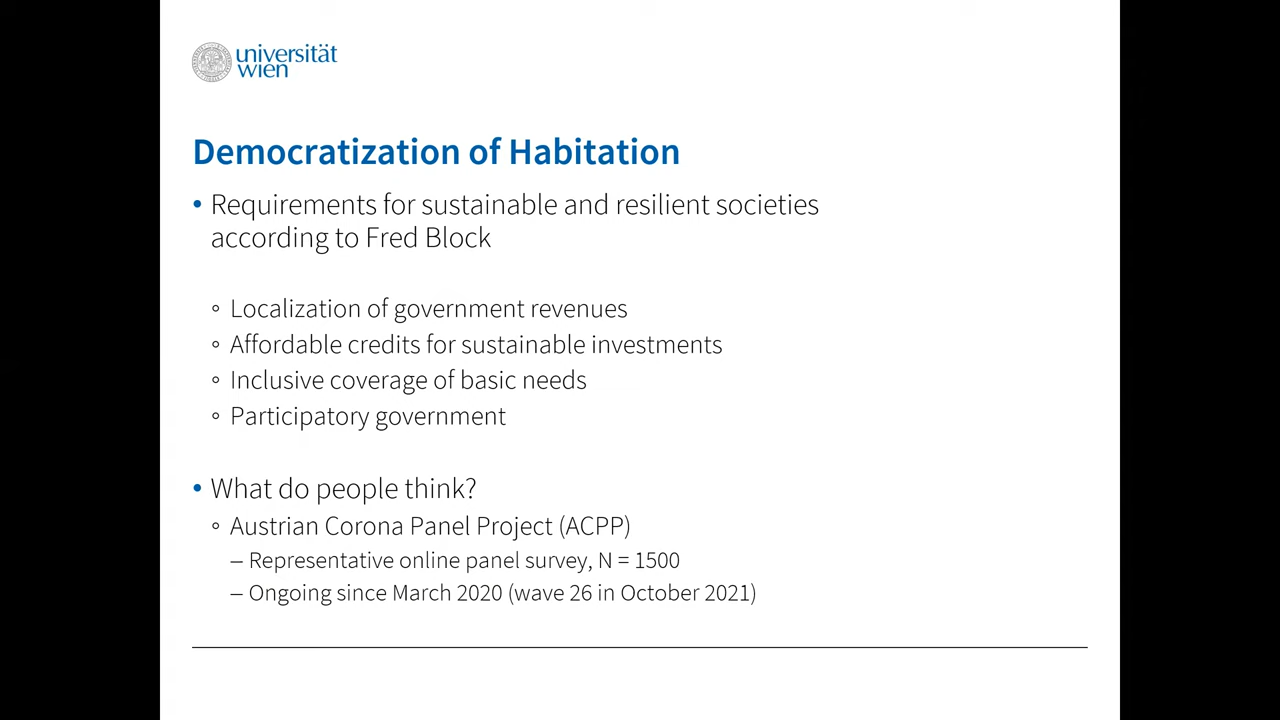 universität
wien
Democratization of Habitation
• Requirements for sustainable and resilient societies
according to Fred Block
◦ Localization of government revenues
◦ Affordable credits for sustainable investments
◦ Inclusive coverage of basic needs
◦ Participatory government
• What do people think?
◦ Austrian Corona Panel Project (ACPP)
– Representative online panel survey, N = 1500
– Ongoing since March 2020 (wave 26 in October 2021)